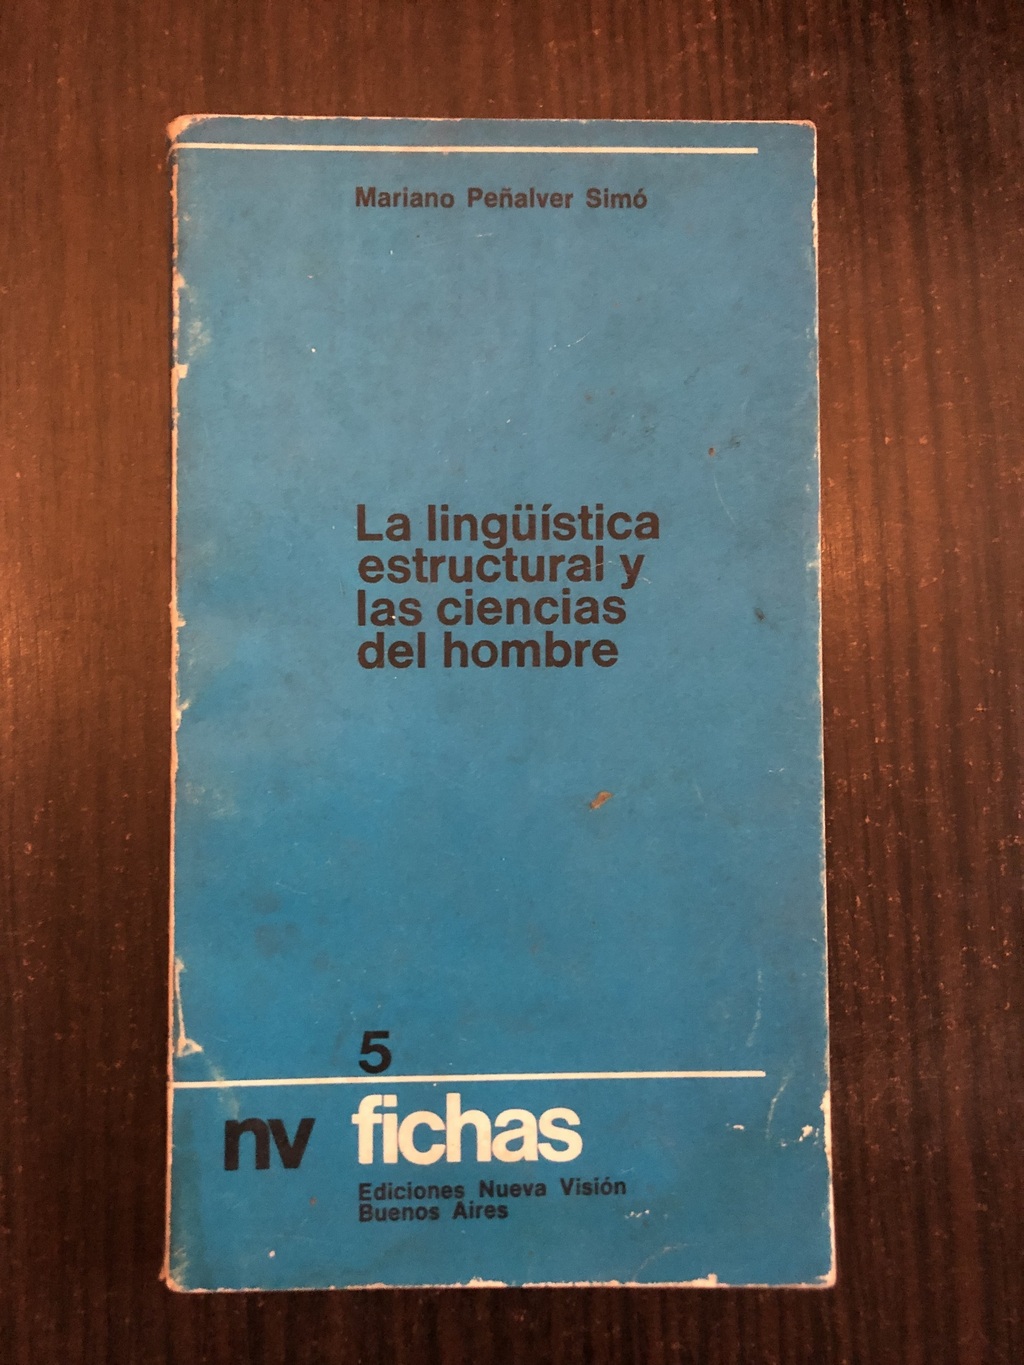 Mariano Peñalver Simó
La lingüística
estructural y
las ciencias
del hombre
5
nv fichas
Ediciones Nueva Visión
Buenos Aires